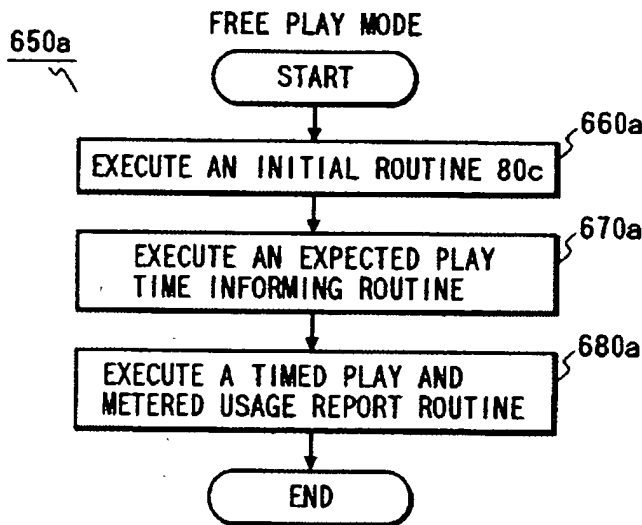 FREE PLAY MODE
650a
START
660a
EXECUTE AN INITIAL ROUTINE 80c
670a
EXECUTE AN EXPECTED PLAY
TIME INFORMING ROUTINE
680a
EXECUTE A TIMED PLAY AND
METERED USAGE REPORT ROUTINE
END